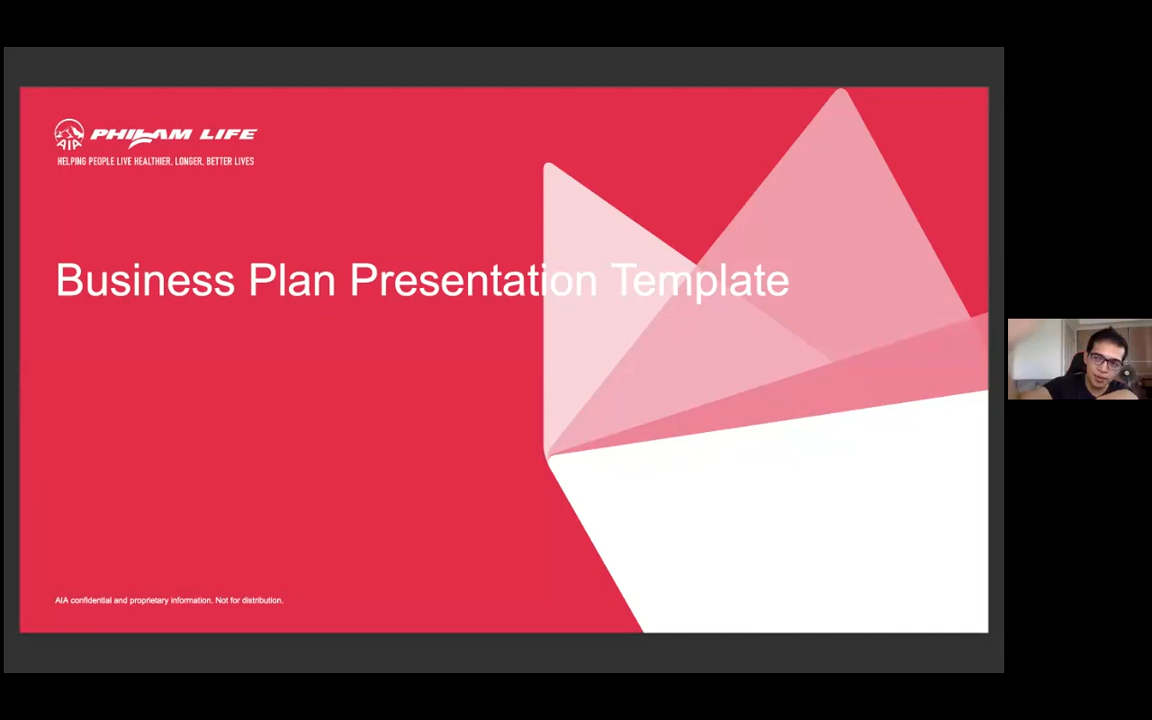 AIA
PHILAM LIFE
HELPING PEOPLE LIVE HEALTHIER, LONGER, BETTER LIVES
Business Plan Presentation Template
AIA confidential and proprietary information. Not for distribution.